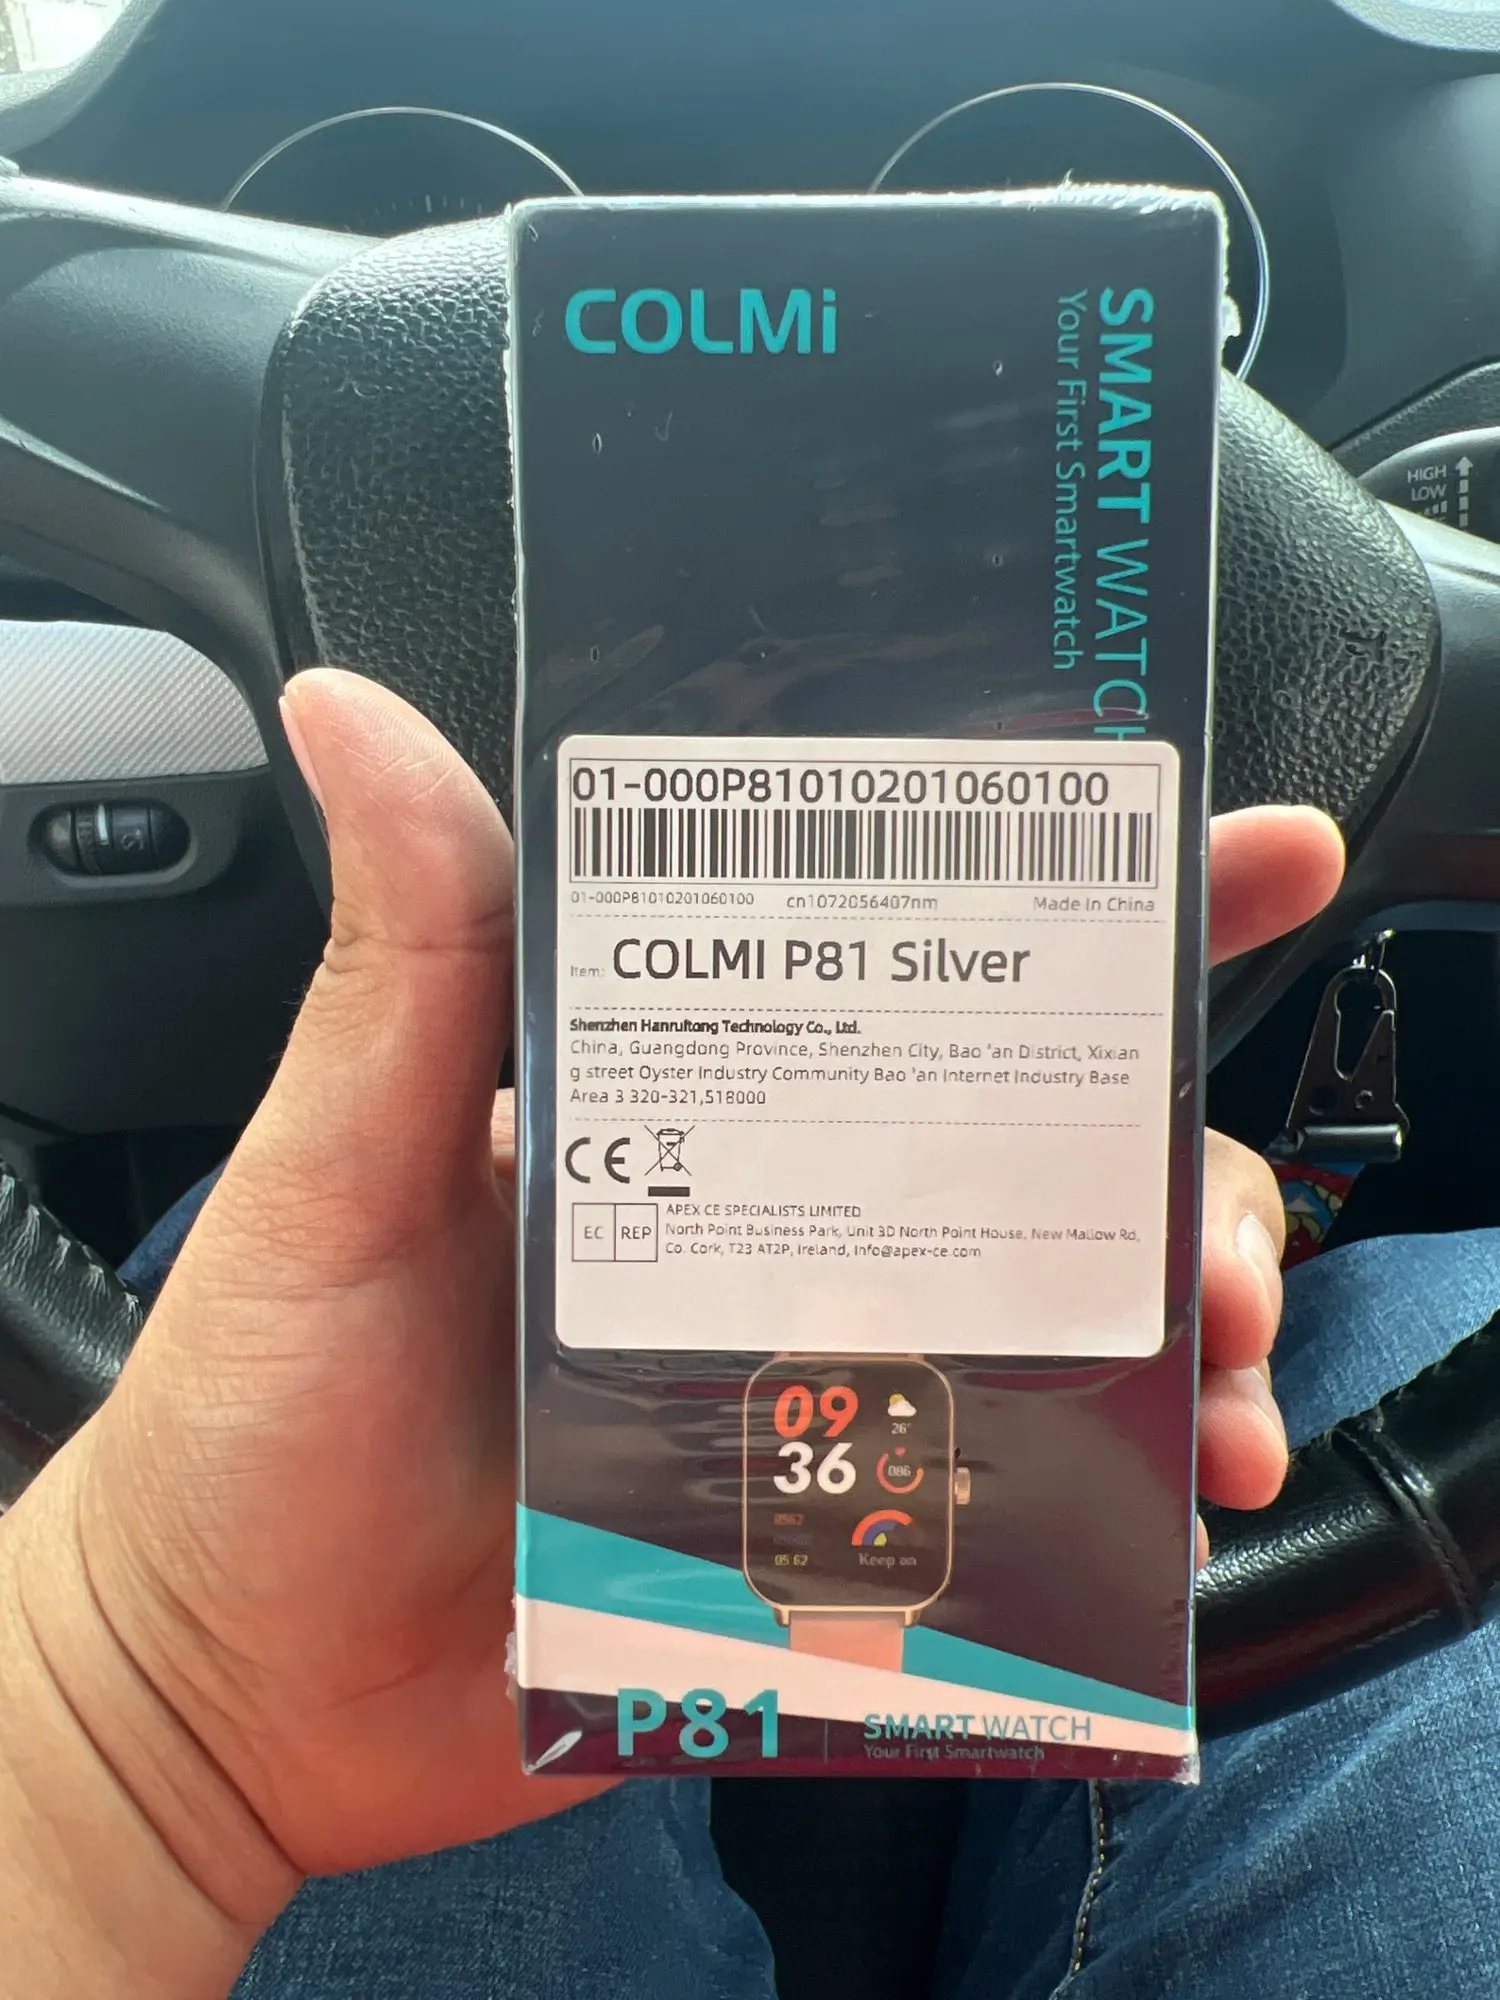 COLMi
SMART WATCH
Your First Smartwatch
HIGH
LOW
01-000P81010201060100
01-000P81010201060100 cn1072056407nm Made In China
Item: COLMI P81 Silver
Shenzhen Hanruitong Technology Co., Ltd.
China, Guangdong Province, Shenzhen City, Bao 'an District, Xixian
g street Oyster Industry Community Bao 'an Internet Industry Base
Area 3 320-321,518000
CE
EC REP
APEX CE SPECIALISTS LIMITED
North Point Business Park, Unit 3D North Point House, New Mallow Rd,
Co. Cork, T23 AT2P, Ireland, Info@apex-ce.com
09
36
26°
086
0562
05 62
Keep on
P81
SMART WATCH
Your First Smartwatch